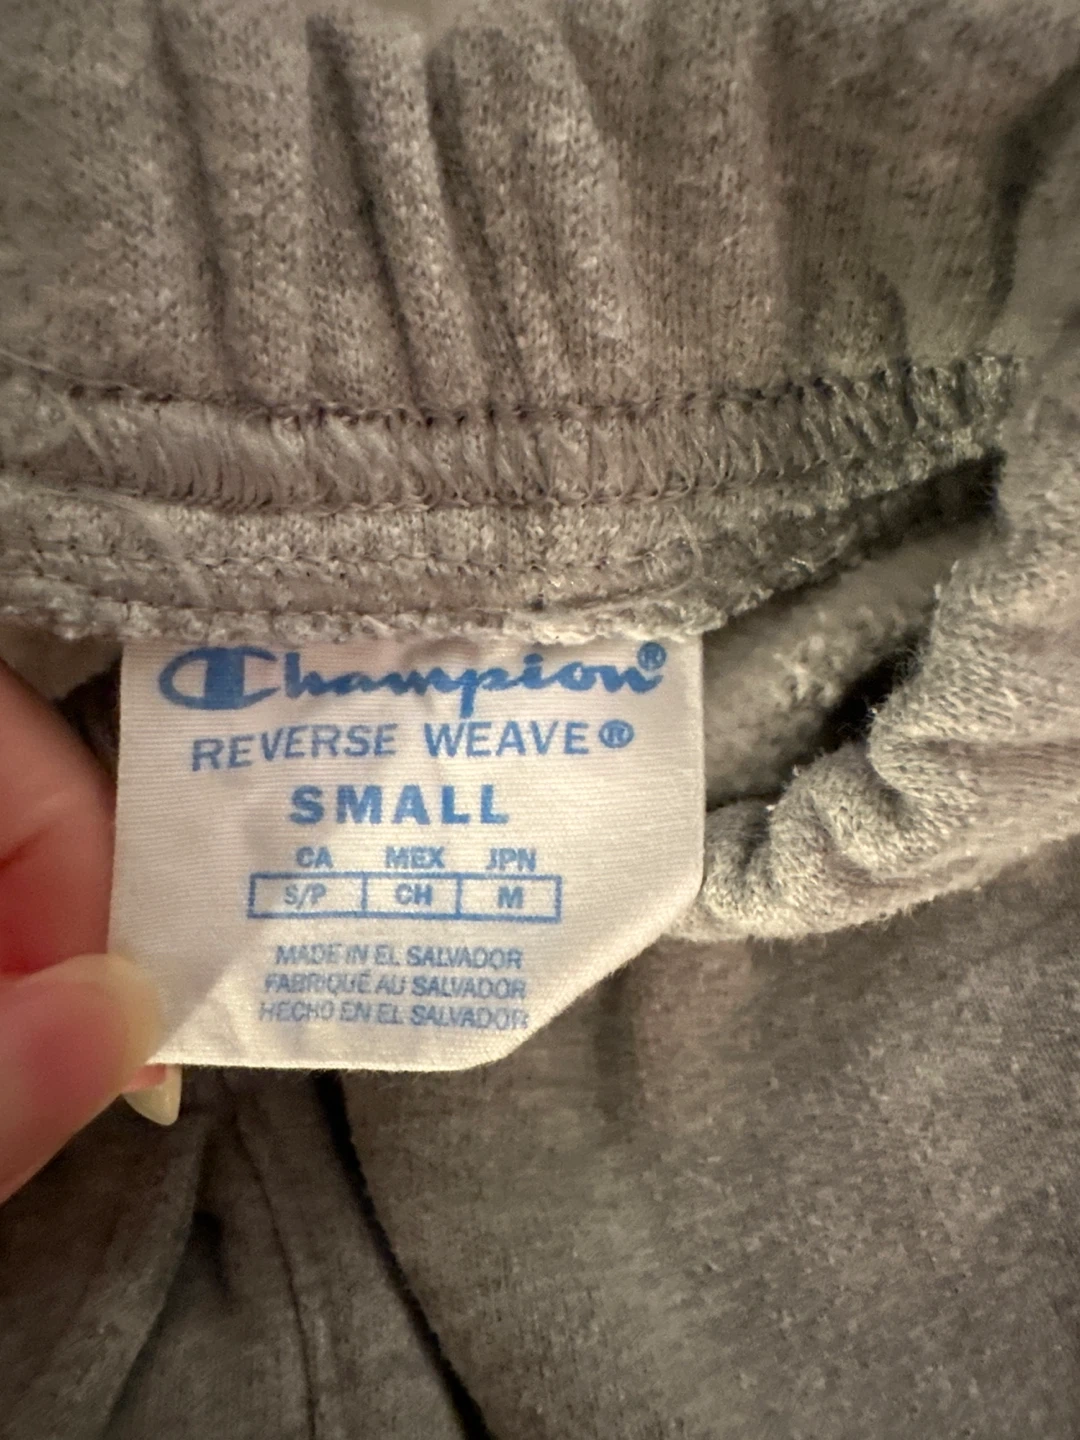 Champion®
REVERSE WEAVE®
SMALL
CA MEX JPN
S/P CH M
MADE IN EL SALVADOR
FABRIQUÉ AU SALVADOR
HECHO EN EL SALVADOR